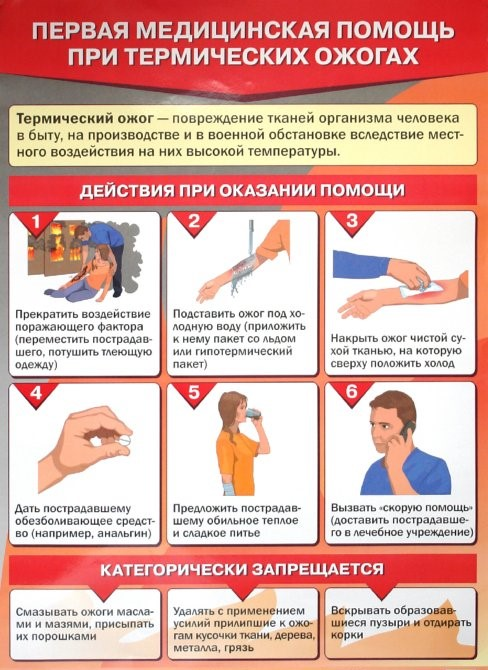 ПЕРВАЯ МЕДИЦИНСКАЯ ПОМОЩЬ
ПРИ ТЕРМИЧЕСКИХ ОЖОГАХ
Термический ожог — повреждение тканей организма человека
в быту, на производстве и в военной обстановке вследствие мест-
ного воздействия на них высокой температуры.
ДЕЙСТВИЯ ПРИ ОКАЗАНИИ ПОМОЩИ
1
Прекратить воздействие
поражающего фактора
(переместить пострадав-
шего, потушить тлеющую
одежду)
2
Подставить ожог под хо-
лодную воду (приложить
к нему пакет со льдом
или гипотермический
пакет)
3
Накрыть ожог чистой су-
хой тканью, на которую
сверху положить холод
4
Дать пострадавшему
обезболивающее средст-
во (например, анальгин)
5
Предложить пострадав-
шему обильное теплое
и сладкое питье
6
Вызвать «скорую помощь»
(доставить пострадавше-
го в лечебное учреждение)
КАТЕГОРИЧЕСКИ ЗАПРЕЩАЕТСЯ
Смазывать ожоги масла-
ми и мазями, присыпать
их порошками
Удалять с применением
усилий прилипшие к ожо-
гам кусочки ткани, дерева,
металла, грязь
Вскрывать образовав-
шиеся пузыри и отдирать
корки